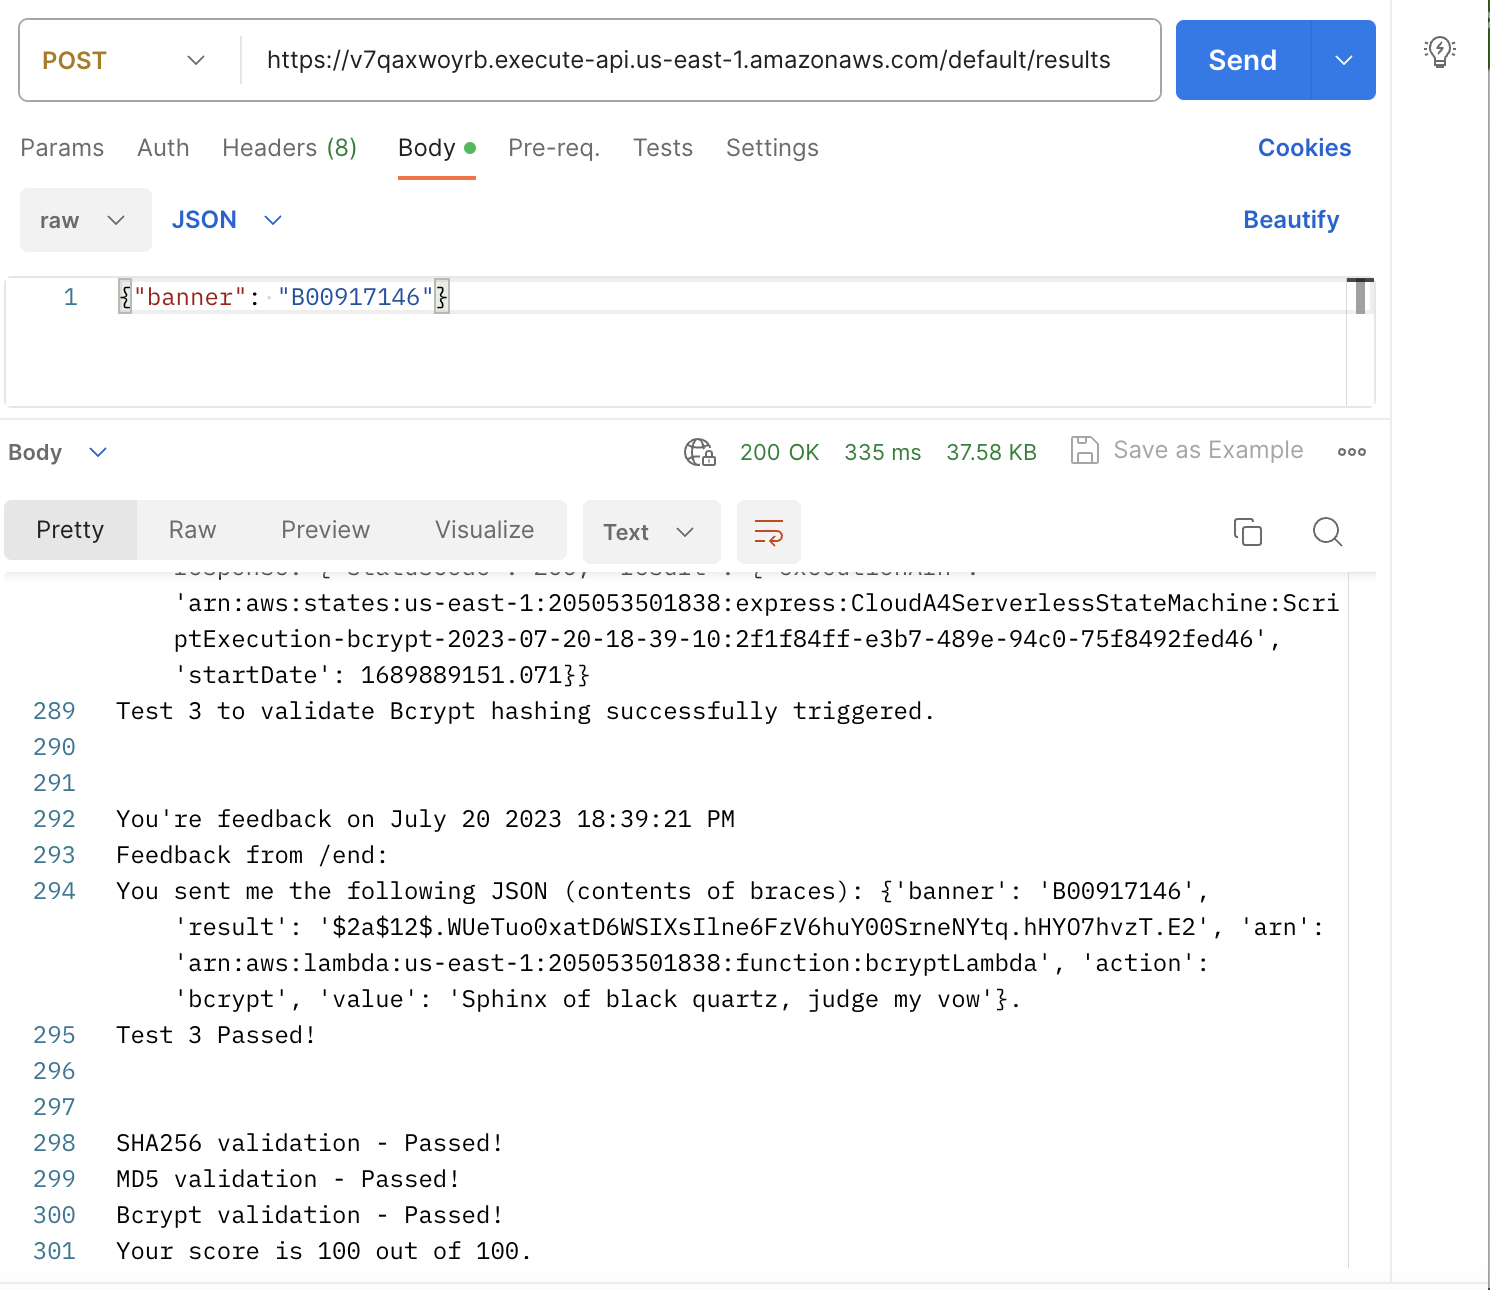 POST https://v7qaxwoyrb.execute-api.us-east-1.amazonaws.com/default/results Send
Params Auth Headers (8) Body Pre-req. Tests Settings Cookies
raw JSON Beautify
1 {"banner": "B00917146"}
Body 200 OK 335 ms 37.58 KB Save as Example
Pretty Raw Preview Visualize Text
'arn:aws:states:us-east-1:205053501838:express:CloudA4ServerlessStateMachine:Scri
ptExecution-bcrypt-2023-07-20-18-39-10:2f1f84ff-e3b7-489e-94c0-75f8492fed46',
'startDate': 1689889151.071}}
289 Test 3 to validate Bcrypt hashing successfully triggered.
290
291
292 You're feedback on July 20 2023 18:39:21 PM
293 Feedback from /end:
294 You sent me the following JSON (contents of braces): {'banner': 'B00917146',
'result': '$2a$12$.WUeTuo0xatD6WSIXsIlne6FzV6huY00SrneNYtq.hHYO7hvzT.E2', 'arn':
'arn:aws:lambda:us-east-1:205053501838:function:bcryptLambda', 'action':
'bcrypt', 'value': 'Sphinx of black quartz, judge my vow'}.
295 Test 3 Passed!
296
297
298 SHA256 validation - Passed!
299 MD5 validation - Passed!
300 Bcrypt validation - Passed!
301 Your score is 100 out of 100.